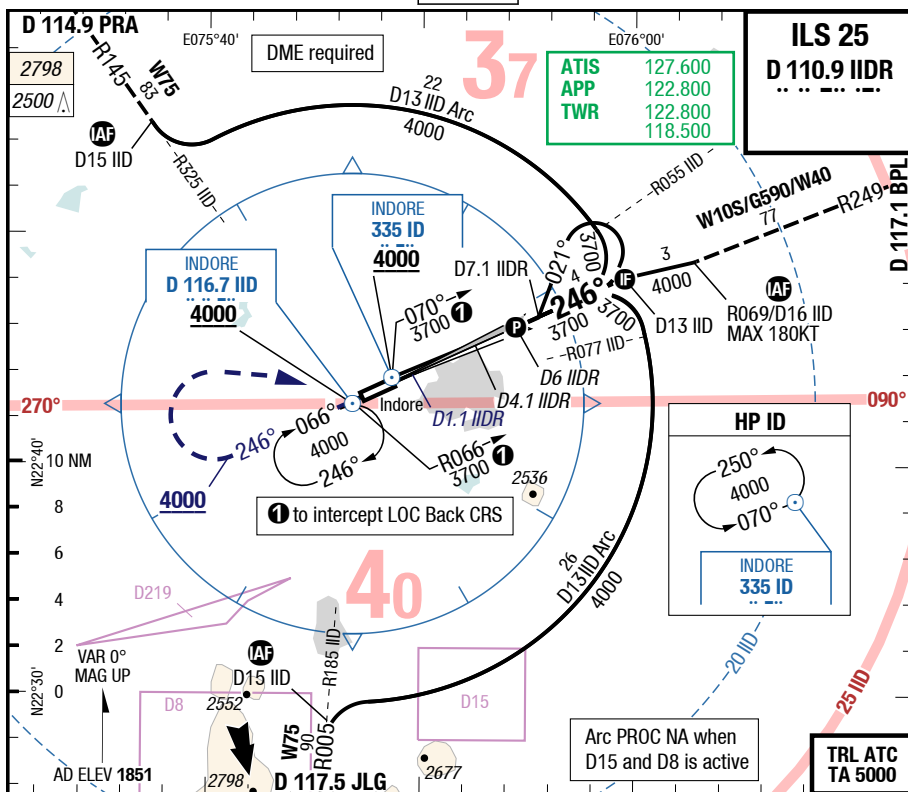 D 114.9 PRA
E075°40'
DME required
37
E076°00'
ILS 25
D 110.9 IIDR
ATIS 127.600
APP 122.800
TWR 122.800
118.500
2798
2500
R145
W75
83
IAF
D15 IID
R325 IID
22
D13 IID Arc
4000
R055 IID
W10S/G590/W40
77
R249
D 117.1 BPL
INDORE
335 ID
4000
INDORE
D 116.7 IID
4000
D7.1 IIDR
021°
3700
4
246°
3700
3700
3
4000
IF
D13 IID
IAF
R069/D16 IID
MAX 180KT
070°
3700 1
P
R077 IID
D6 IIDR
D4.1 IIDR
D1.1 IIDR
Indore
270°
090°
066°
4000
246°
246°
4000
R066
3700 1
2536
1 to intercept LOC Back CRS
HP ID
250°
4000
070°
INDORE
335 ID
N22°40'
10 NM
8
6
4
2
0
N22°30'
40
26
D13 IID Arc
4000
D219
VAR 0°
MAG UP
AD ELEV 1851
IAF
D15 IID
R185 IID
D8
2552
2798
W75
90
R005
D 117.5 JLG
D15
2677
20 IID
25 IID
Arc PROC NA when
D15 and D8 is active
TRL ATC
TA 5000